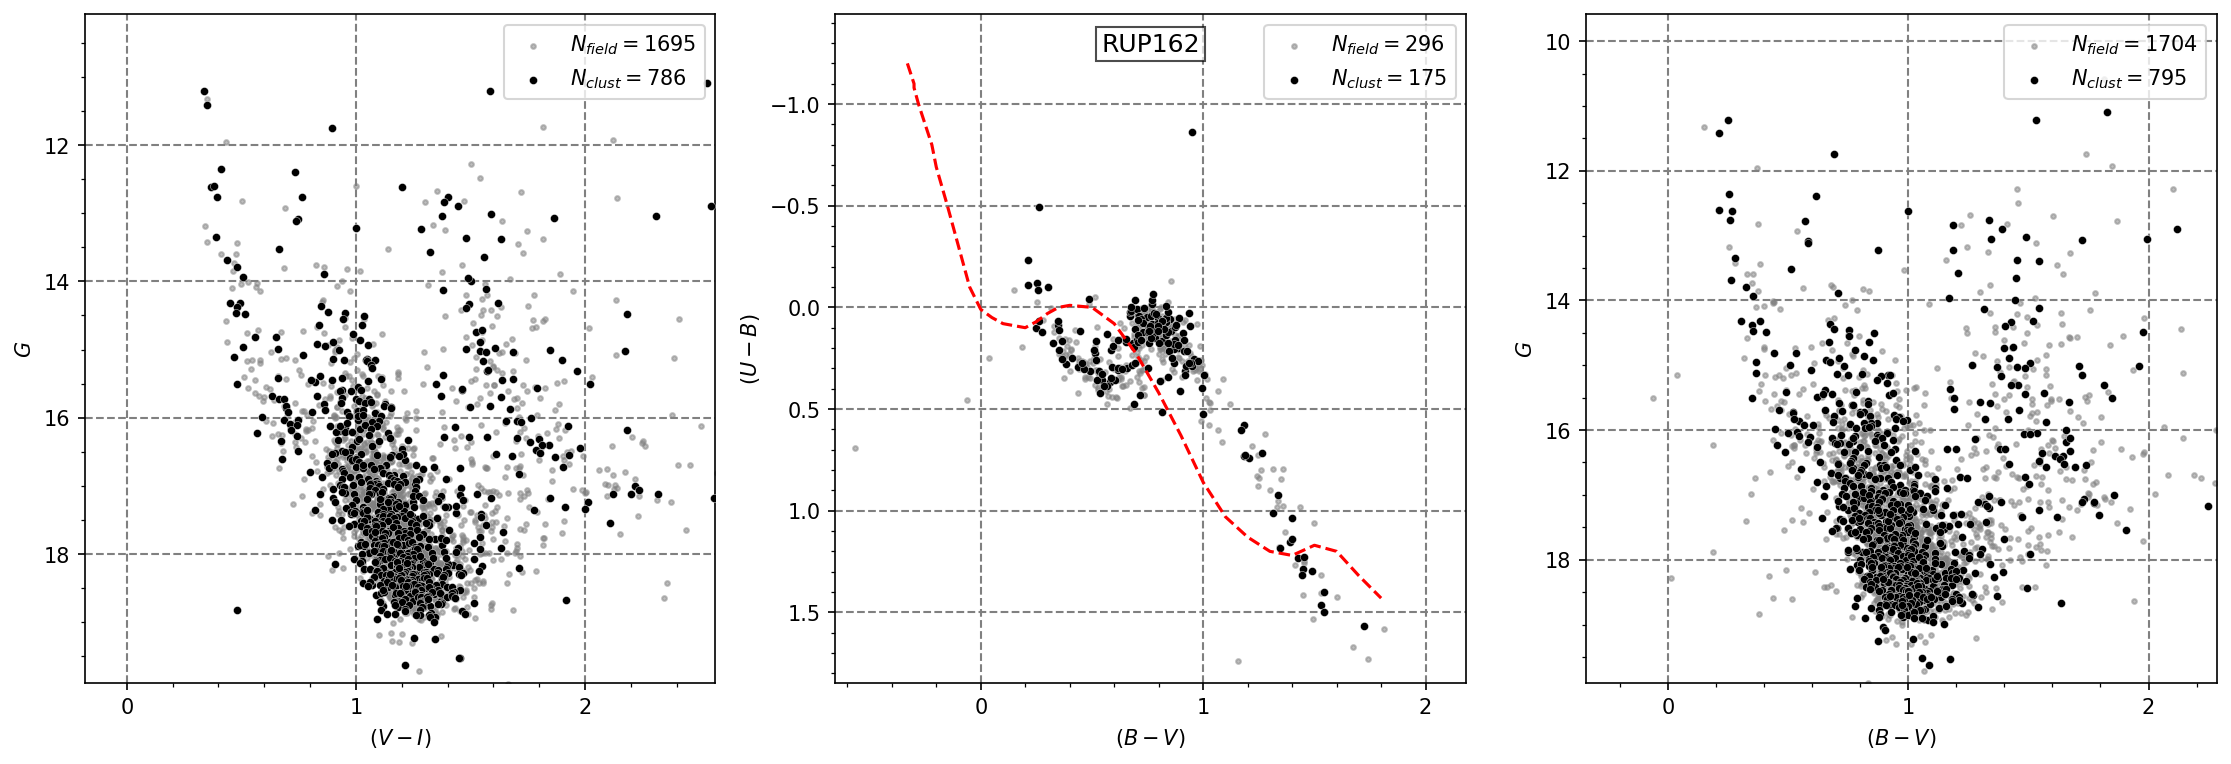 N_field = 1695
N_clust = 786
12
14
16
18
G
0 1 2
(V − I)
RUP162
N_field = 296
N_clust = 175
−1.0
−0.5
0.0
0.5
1.0
1.5
(U − B)
0 1 2
(B − V)
N_field = 1704
N_clust = 795
10
12
14
16
18
G
0 1 2
(B − V)